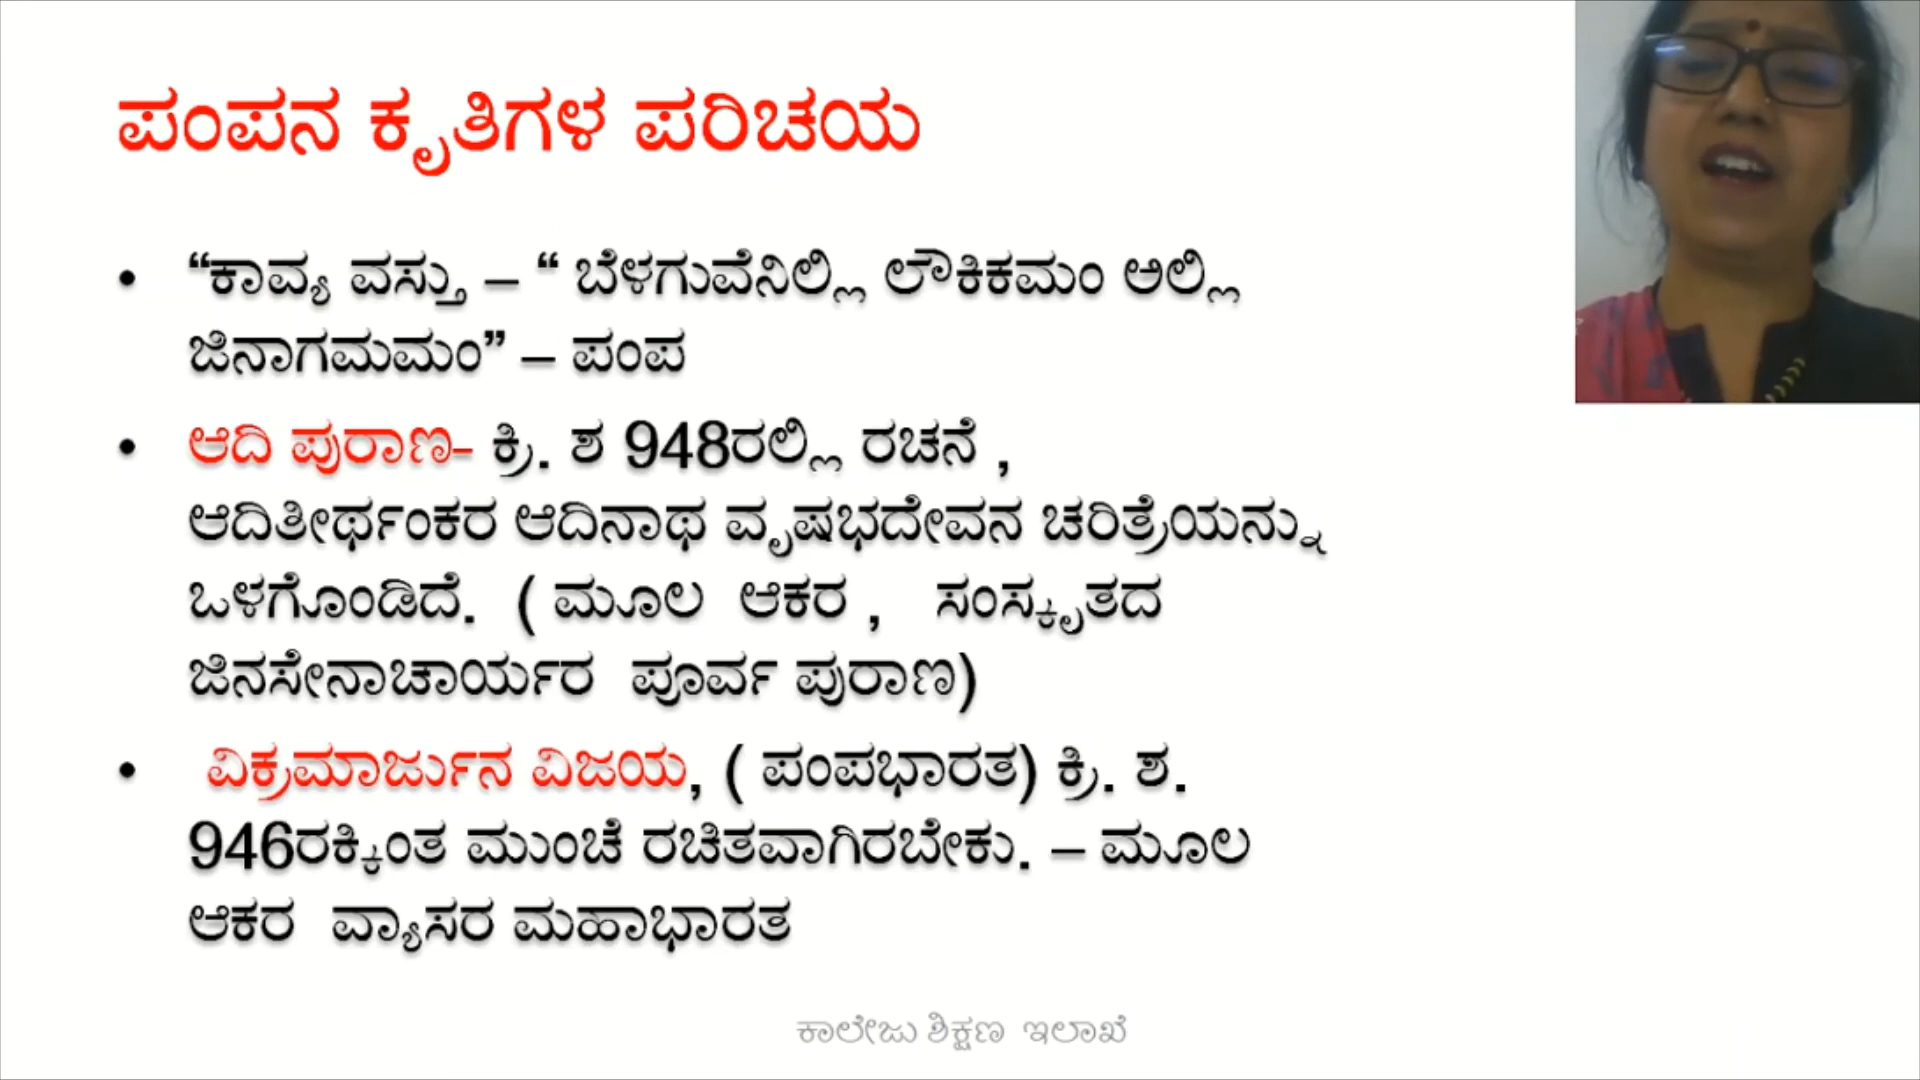 ಪಂಪನ ಕೃತಿಗಳ ಪರಿಚಯ
• “ಕಾವ್ಯ ವಸ್ತು – “ ಬೆಳಗುವೆನಿಲ್ಲಿ ಲೌಕಿಕಮಂ ಅಲ್ಲಿ
ಜಿನಾಗಮಮಂ” – ಪಂಪ
• ಆದಿ ಪುರಾಣ- ಕ್ರಿ. ಶ 948ರಲ್ಲಿ ರಚನೆ ,
ಆದಿತೀರ್ಥಂಕರ ಆದಿನಾಥ ವೃಷಭದೇವನ ಚರಿತ್ರೆಯನ್ನು
ಒಳಗೊಂಡಿದೆ. ( ಮೂಲ ಆಕರ , ಸಂಸ್ಕೃತದ
ಜಿನಸೇನಾಚಾರ್ಯರ ಪೂರ್ವ ಪುರಾಣ)
• ವಿಕ್ರಮಾರ್ಜುನ ವಿಜಯ, ( ಪಂಪಭಾರತ) ಕ್ರಿ. ಶ.
946ರಕ್ಕಿಂತ ಮುಂಚೆ ರಚಿತವಾಗಿರಬೇಕು. – ಮೂಲ
ಆಕರ ವ್ಯಾಸರ ಮಹಾಭಾರತ
ಕಾಲೇಜು ಶಿಕ್ಷಣ ಇಲಾಖೆ